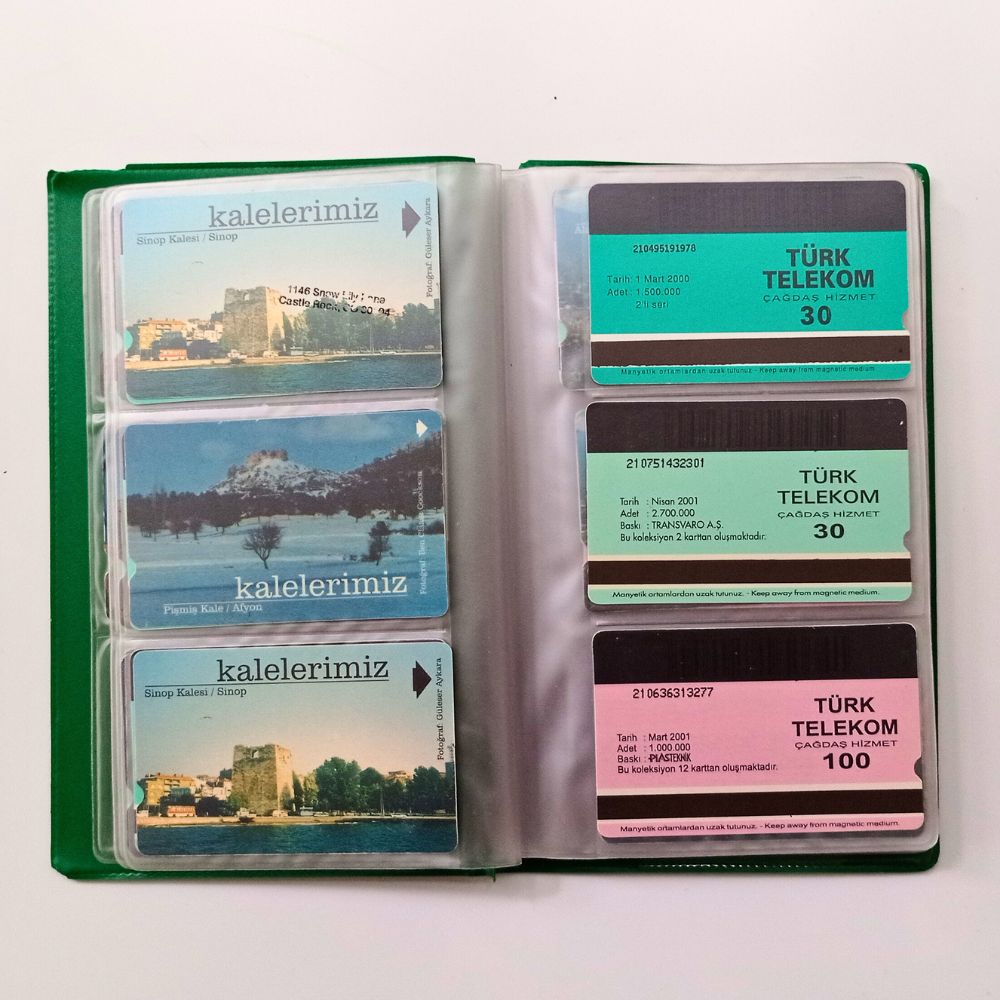 kalelerimiz
Sinop Kalesi / Sinop
Fotoğraf: Güleser Aykara
1146 Snow Lily
Castle Rock,
kalelerimiz
Pişmiş Kale / Afyon
Fotoğraf:
kalelerimiz
Sinop Kalesi / Sinop
Fotoğraf: Güleser Aykara
210495191978
Tarih: 1 Mart 2000
Adet : 1.500.000
2'li seri
TÜRK
TELEKOM
ÇAĞDAŞ HİZMET
30
Manyetik ortamlardan uzak tutunuz. - Keep away from magnetic medium.
210751432301
Tarih : Nisan 2001
Adet : 2.700.000
Baskı : TRANSVARO A.Ş.
Bu koleksiyon 2 karttan oluşmaktadır.
TÜRK
TELEKOM
ÇAĞDAŞ HİZMET
30
Manyetik ortamlardan uzak tutunuz. - Keep away from magnetic medium.
210636313277
Tarih : Mart 2001
Adet : 1.000.000
Baskı : PLASTEKNİK
Bu koleksiyon 12 karttan oluşmaktadır.
TÜRK
TELEKOM
ÇAĞDAŞ HİZMET
100
Manyetik ortamlardan uzak tutunuz. - Keep away from magnetic medium.